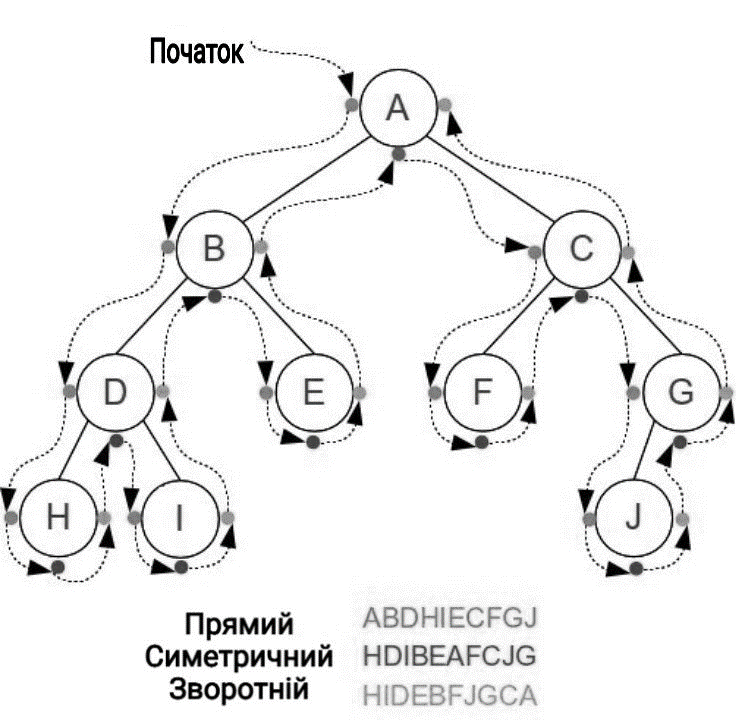 Початок
A
B
C
D
E
F
G
H
I
J
Прямий ABDHIECFGJ
Симетричний HDIBEAFCJG
Зворотній HIDEBFJGCA